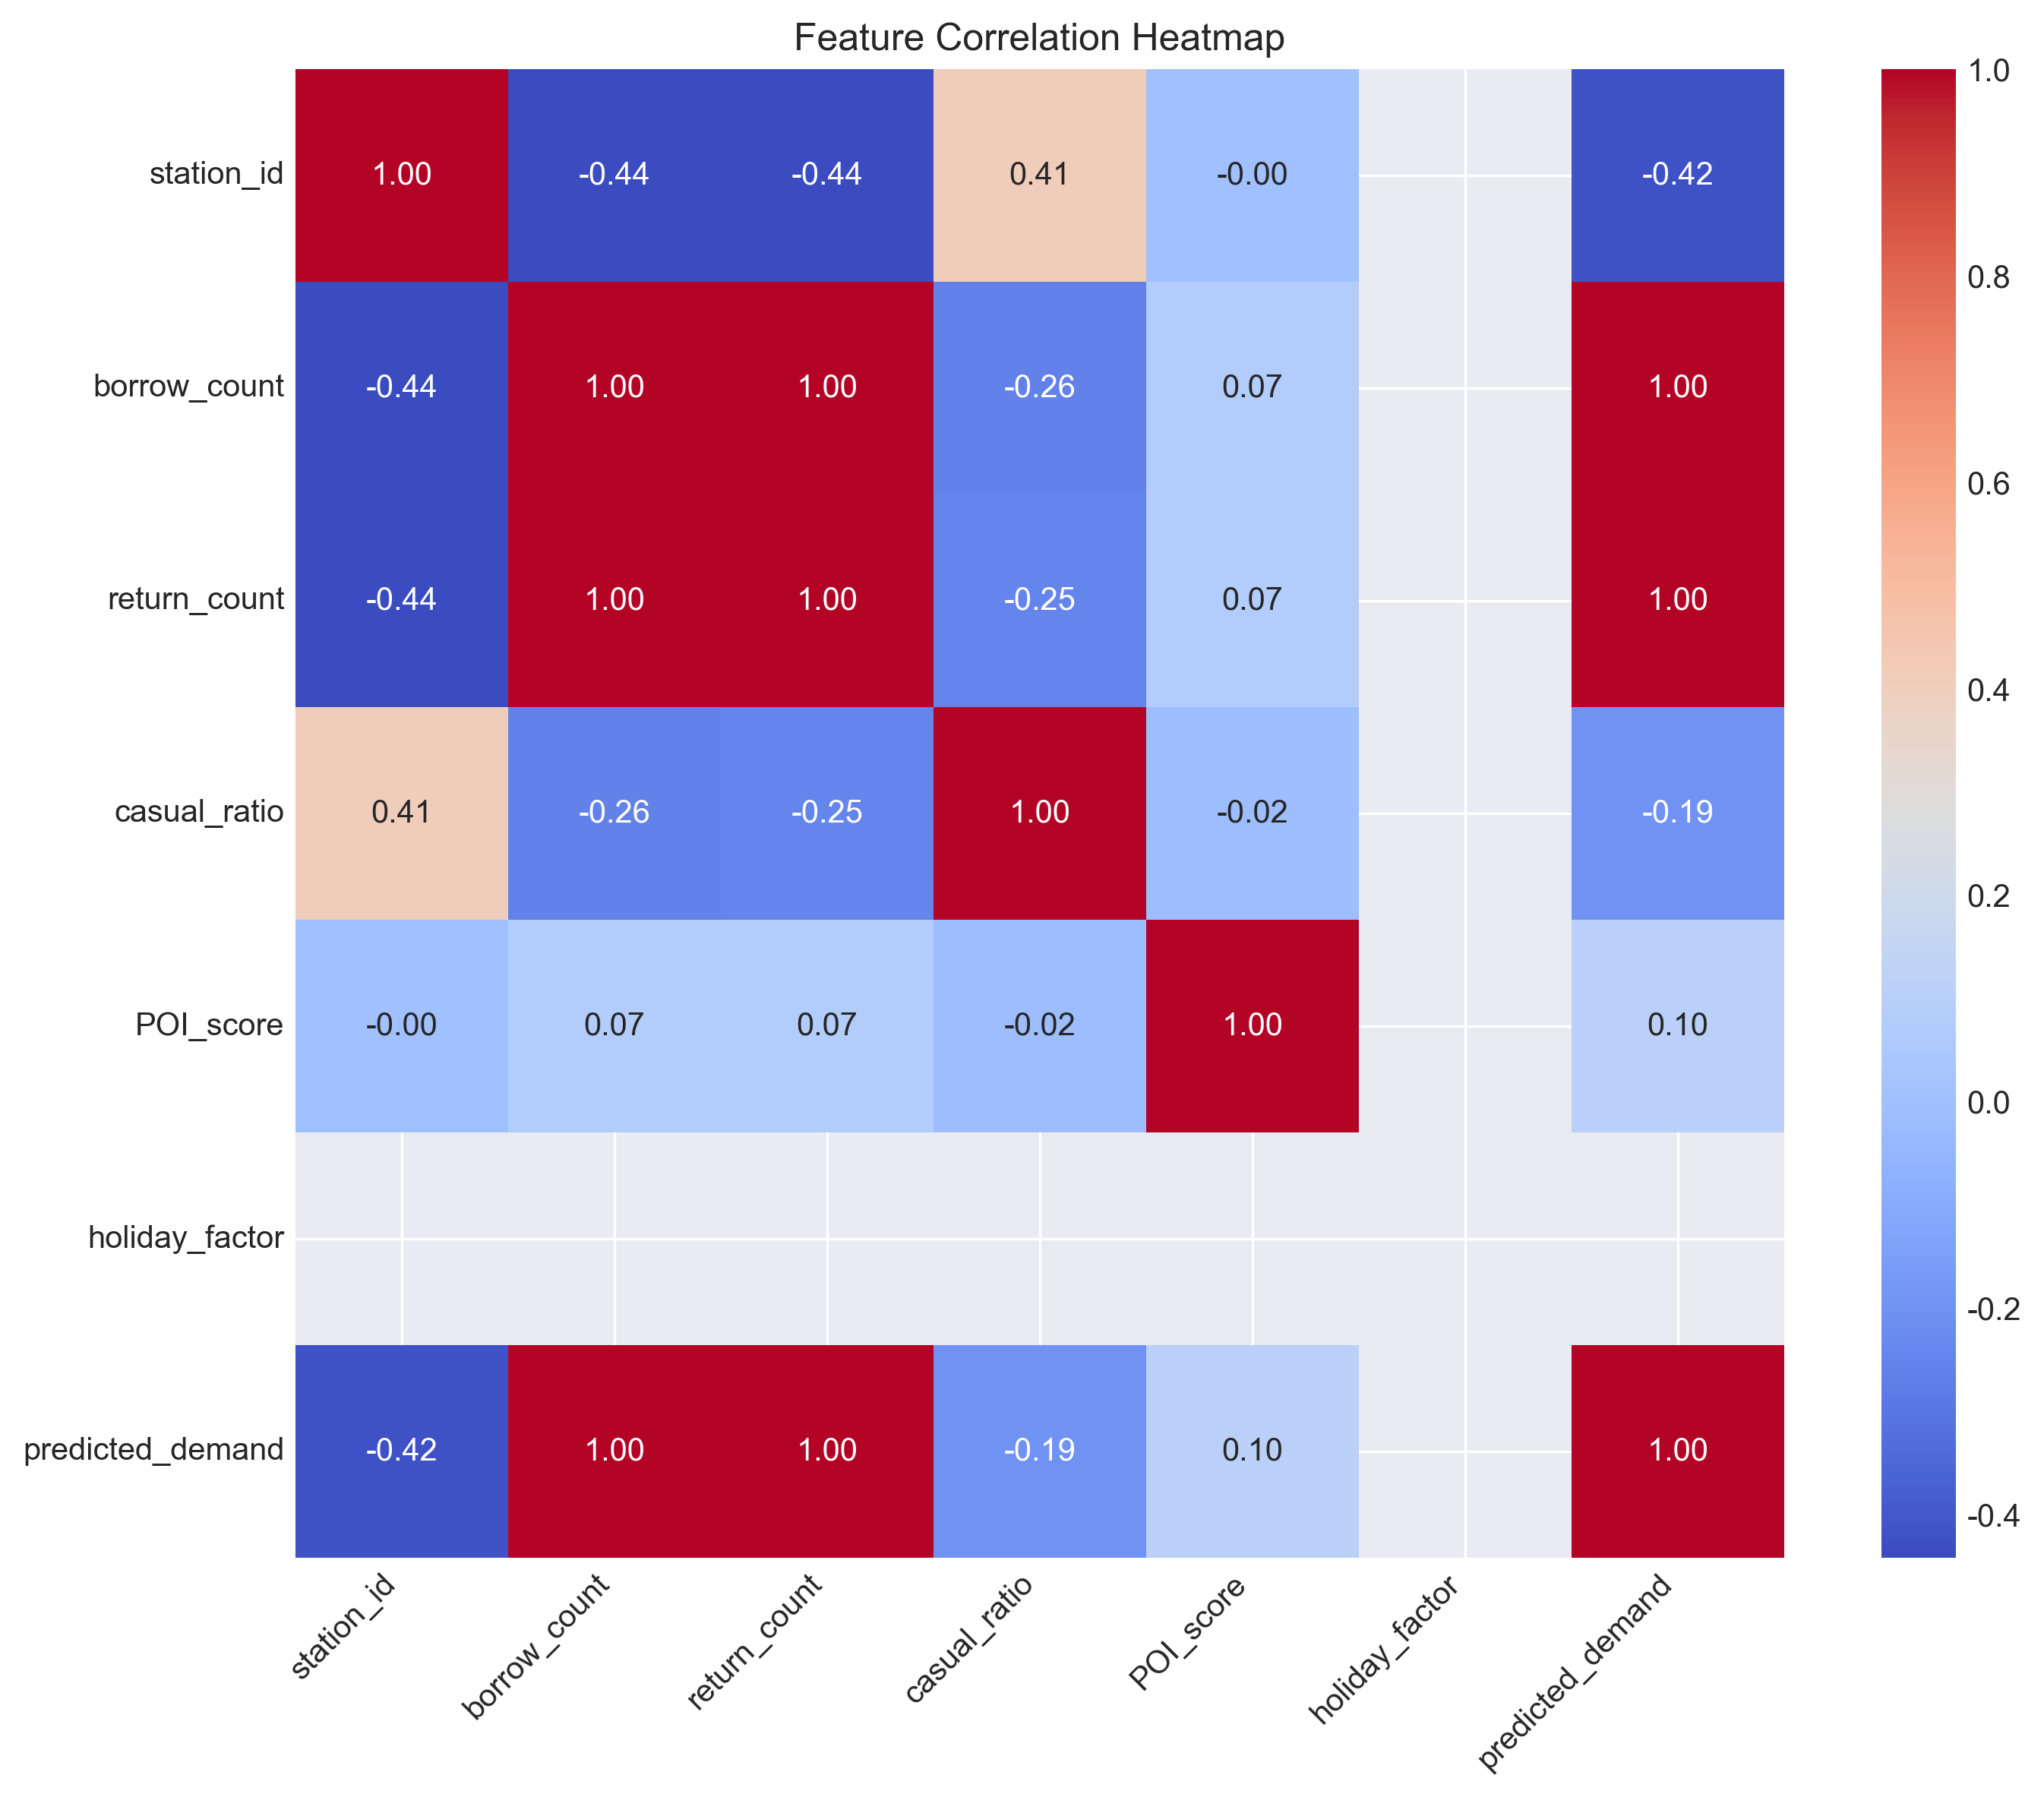 Feature Correlation Heatmap
station_id 1.00 -0.44 -0.44 0.41 -0.00 -0.42
borrow_count -0.44 1.00 1.00 -0.26 0.07 1.00
return_count -0.44 1.00 1.00 -0.25 0.07 1.00
casual_ratio 0.41 -0.26 -0.25 1.00 -0.02 -0.19
POI_score -0.00 0.07 0.07 -0.02 1.00 0.10
holiday_factor
predicted_demand -0.42 1.00 1.00 -0.19 0.10 1.00
station_id borrow_count return_count casual_ratio POI_score holiday_factor predicted_demand
1.0
0.8
0.6
0.4
0.2
0.0
-0.2
-0.4